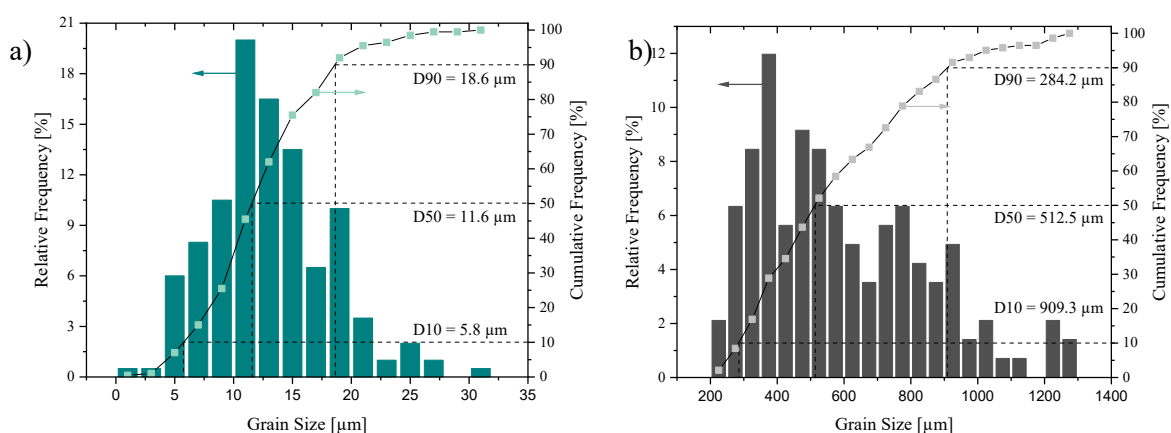 a)
21
18
15
12
9
6
3
0
Relative Frequency [%]
100
90
80
70
60
50
40
30
20
10
0
Cumulative Frequency [%]
D90 = 18.6 µm
D50 = 11.6 µm
D10 = 5.8 µm
0 5 10 15 20 25 30
Grain Size [µm]
b)
12
10
8
6
4
2
0
Relative Frequency [%]
100
90
80
70
60
50
40
30
20
10
0
Cumulative Frequency [%]
D90 = 284.2 µm
D50 = 512.5 µm
D10 = 909.3 µm
200 400 600 800 1000 1200 1400
Grain Size [µm]